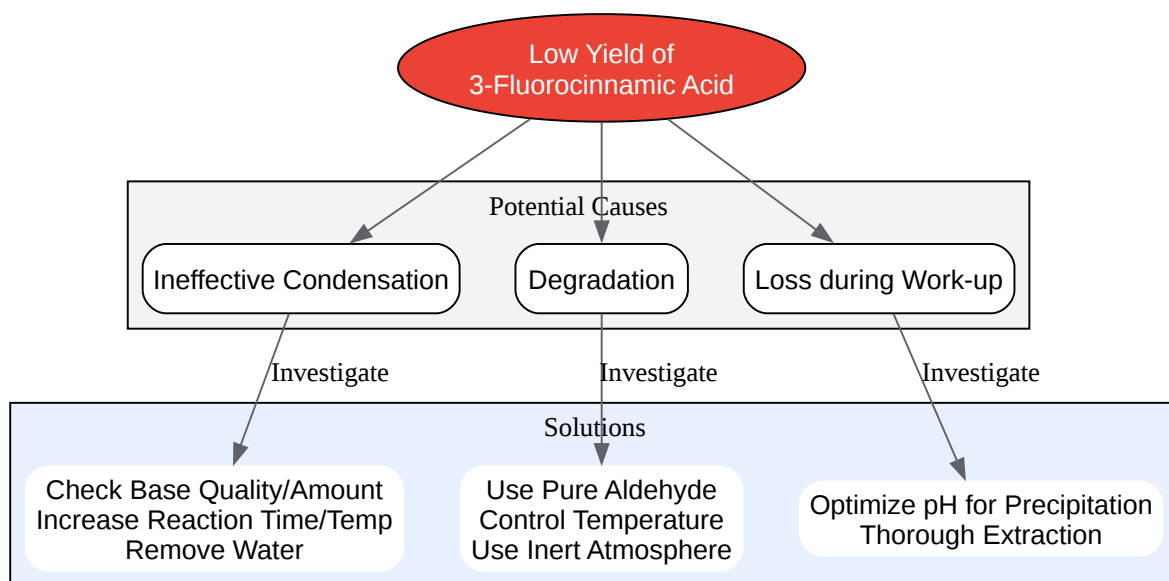 Low Yield of
3-Fluorocinnamic Acid
Potential Causes
Ineffective Condensation
Degradation
Loss during Work-up
Investigate
Investigate
Investigate
Solutions
Check Base Quality/Amount
Increase Reaction Time/Temp
Remove Water
Use Pure Aldehyde
Control Temperature
Use Inert Atmosphere
Optimize pH for Precipitation
Thorough Extraction